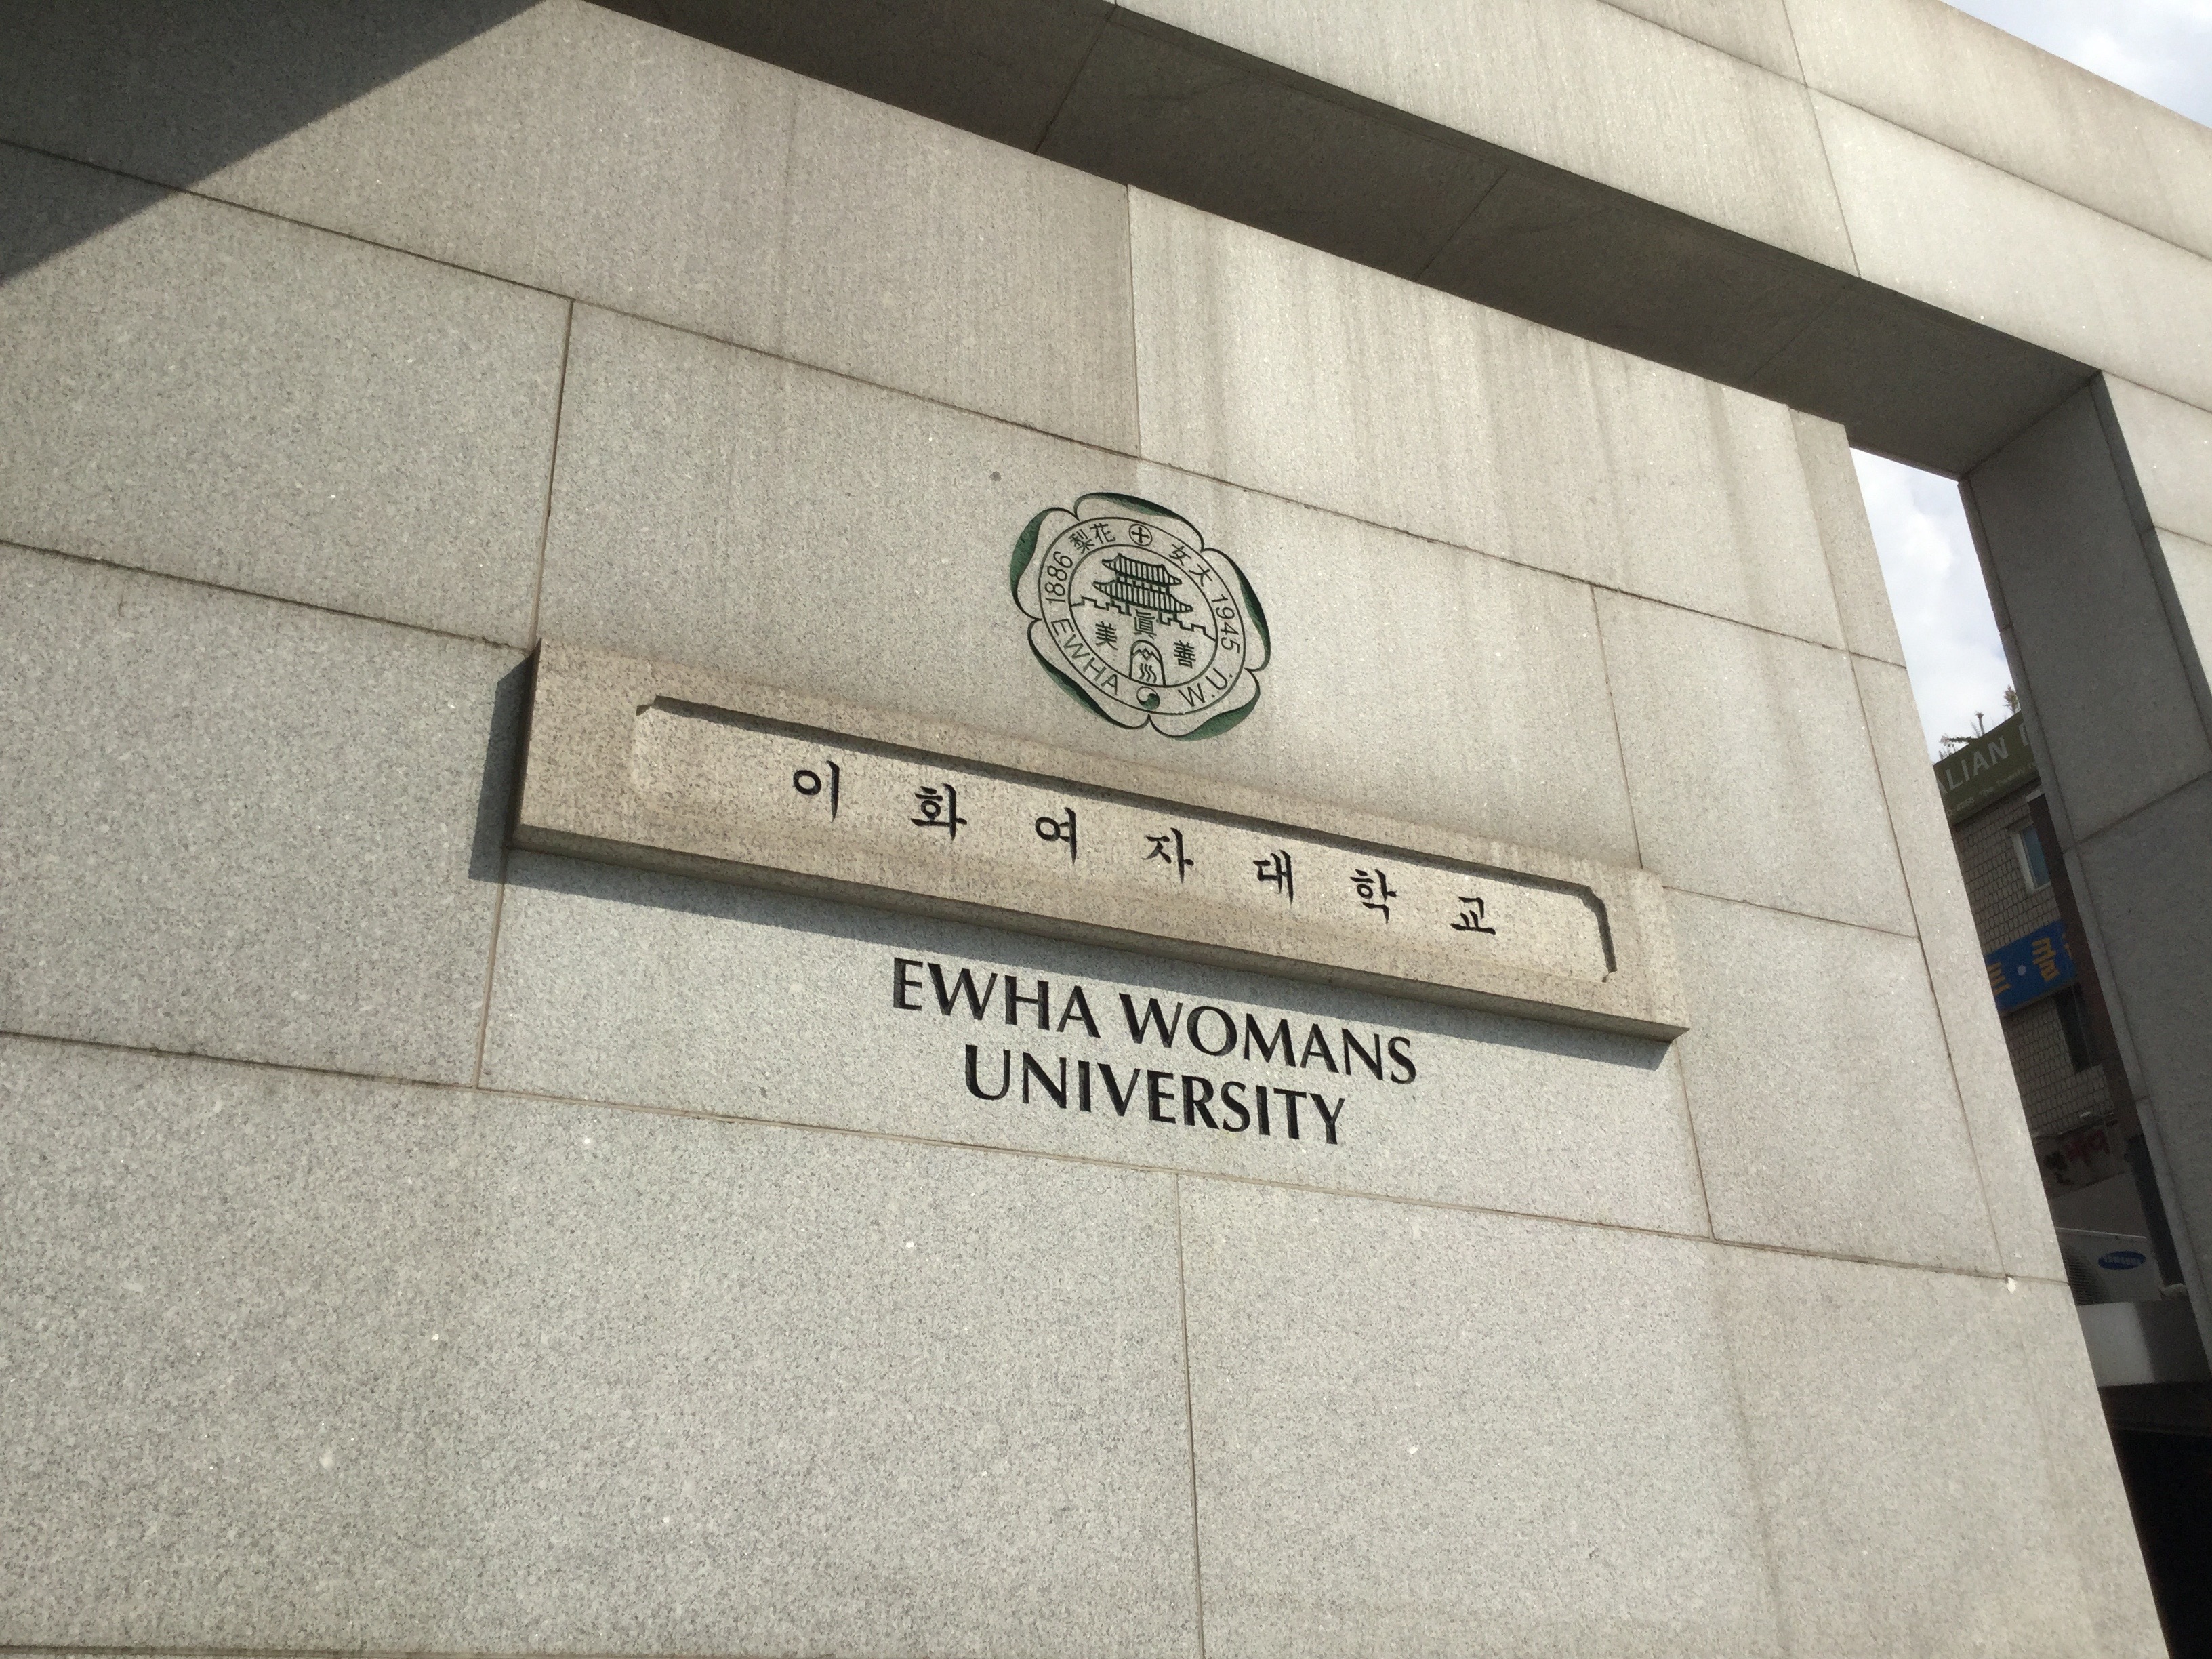 1886 梨花 女大 1945
眞
美 善
EWHA W.U.
이화여자대학교
EWHA WOMANS
UNIVERSITY
SAMSUNG